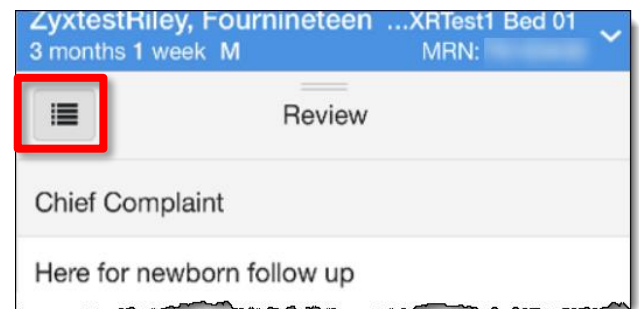 ZyxtestRiley, Fournineteen ...XRTest1 Bed 01
3 months 1 week M MRN:
Review
Chief Complaint
Here for newborn follow up